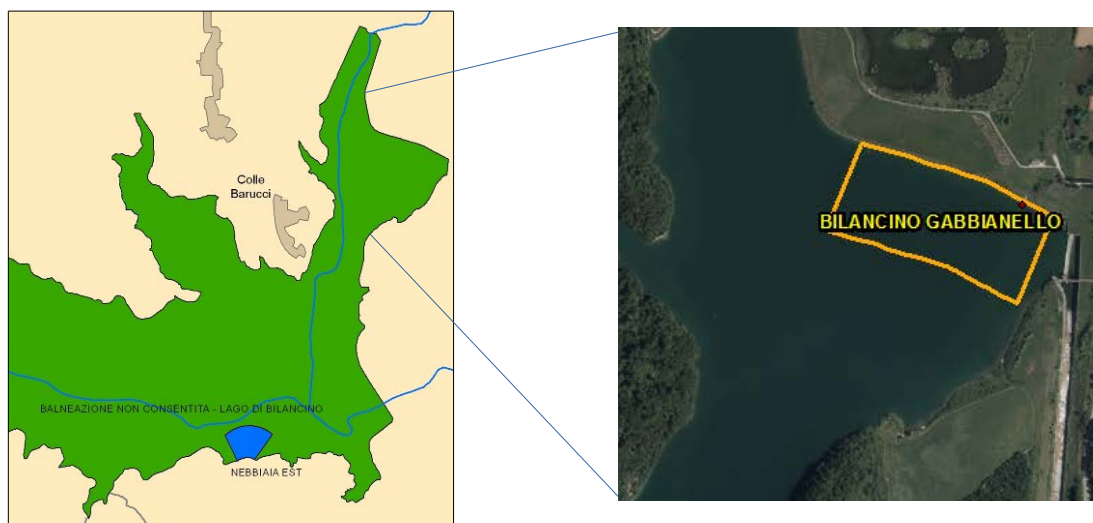 Colle
Barucci
BALNEAZIONE NON CONSENTITA - LAGO DI BILANCINO
NEBBIAIA EST
BILANCINO GABBIANELLO